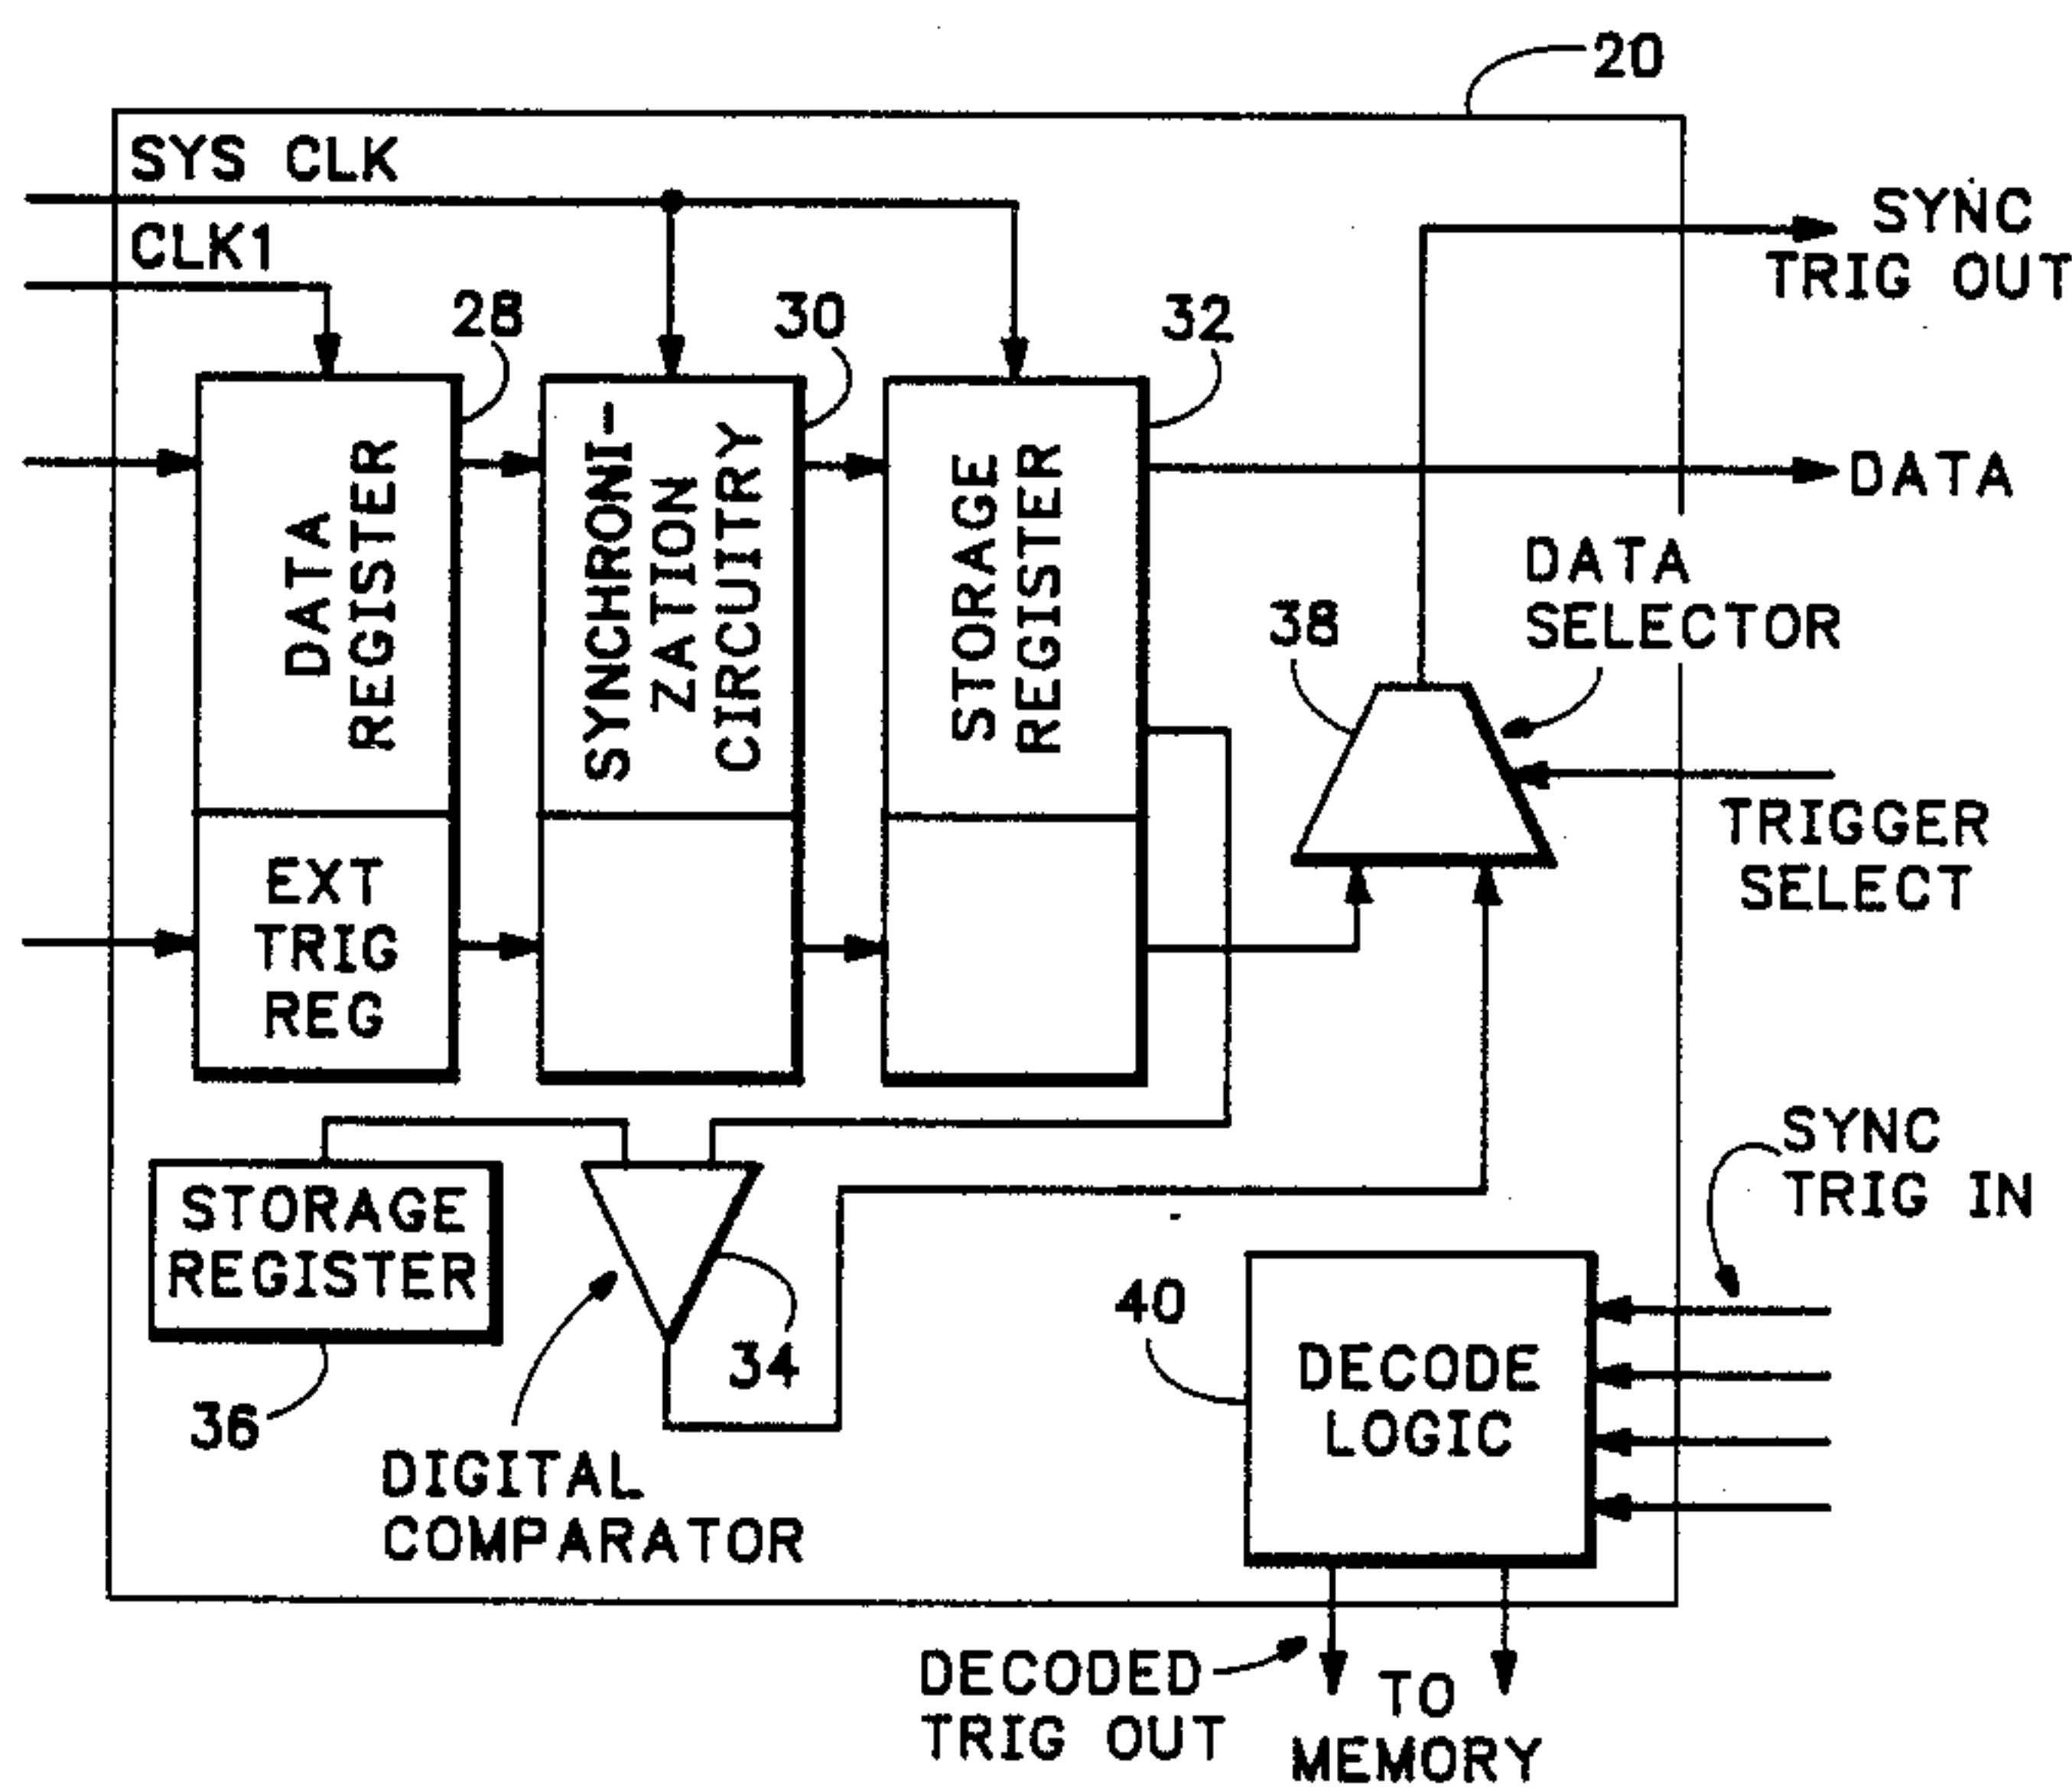 20
SYS CLK
CLK1
SYNC
TRIG OUT
28
30
32
DATA
REGISTER
SYNCHRONI-
ZATION
CIRCUITRY
STORAGE
REGISTER
DATA
DATA
SELECTOR
38
TRIGGER
SELECT
EXT
TRIG
REG
SYNC
TRIG IN
STORAGE
REGISTER
36
34
DIGITAL
COMPARATOR
40
DECODE
LOGIC
DECODED
TRIG OUT
TO
MEMORY